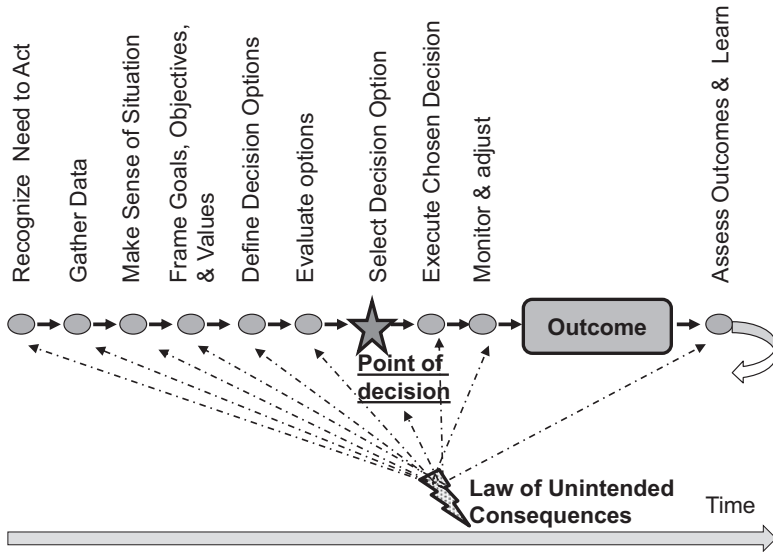 Recognize Need to Act
Gather Data
Make Sense of Situation
Frame Goals, Objectives,
& Values
Define Decision Options
Evaluate options
Select Decision Option
Execute Chosen Decision
Monitor & adjust
Assess Outcomes & Learn
Outcome
Point of
decision
Law of Unintended
Consequences
Time